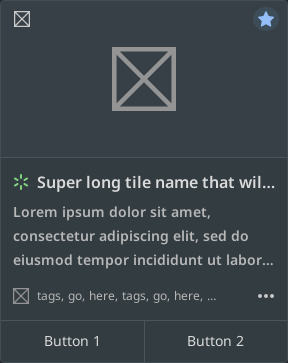 Super long tile name that wil...
Lorem ipsum dolor sit amet,
consectetur adipiscing elit, sed do
eiusmod tempor incididunt ut labor...
tags, go, here, tags, go, here, ...
Button 1
Button 2